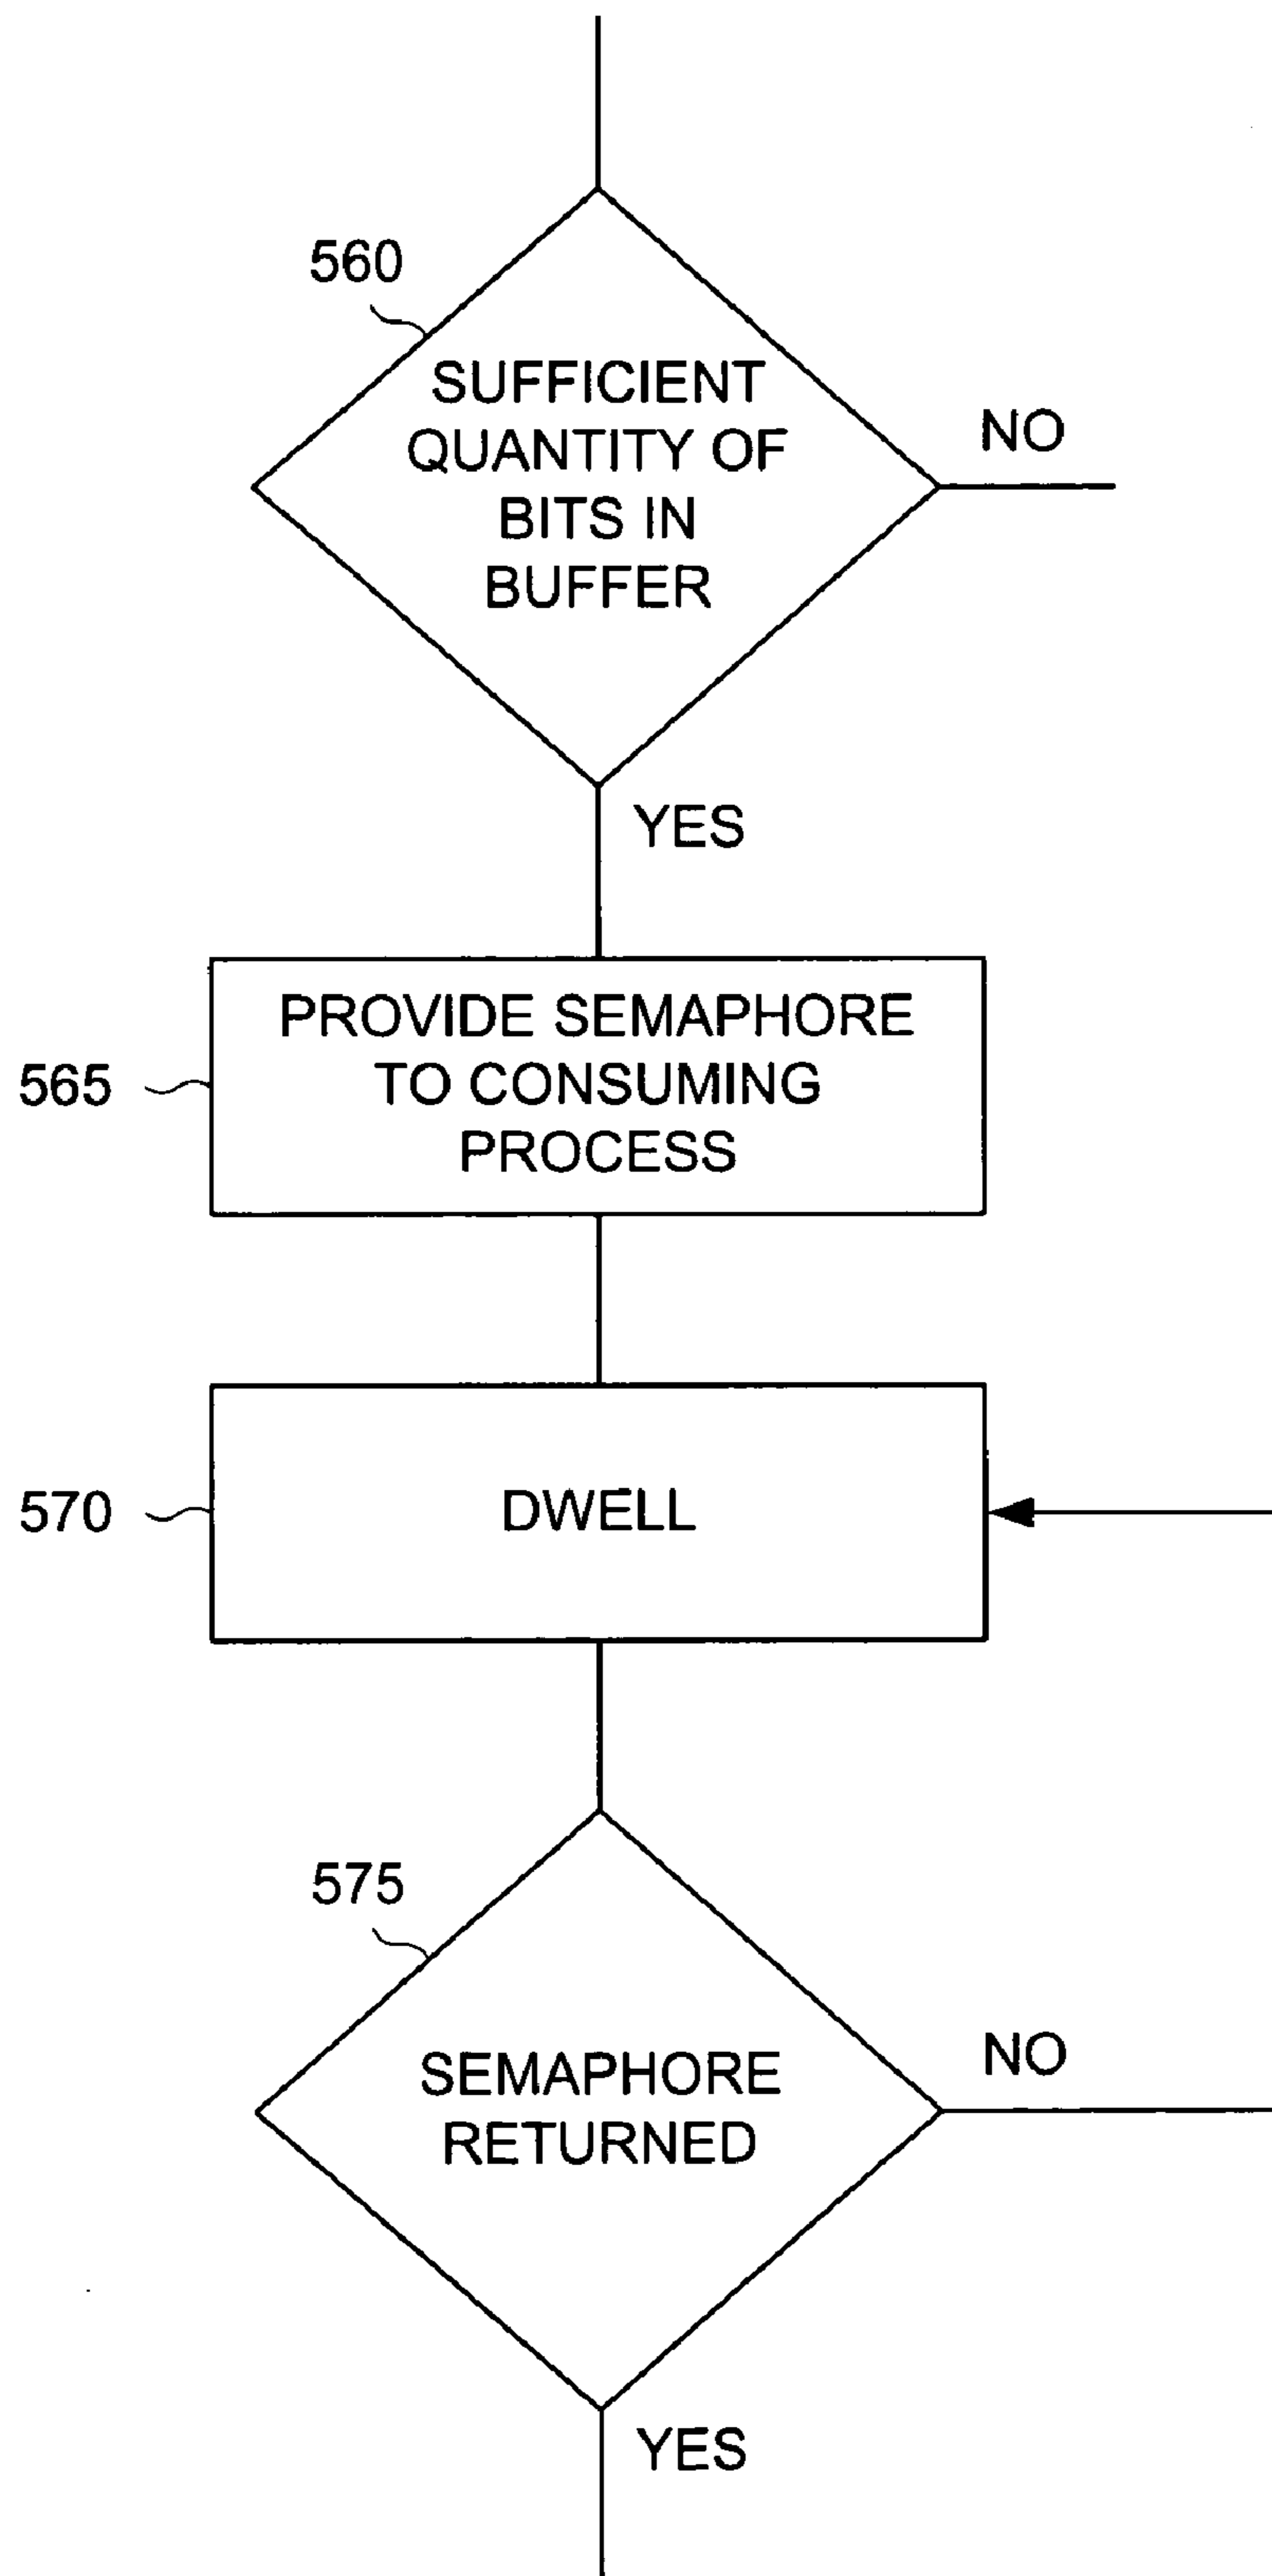 560
SUFFICIENT
QUANTITY OF
BITS IN
BUFFER
NO
YES
565
PROVIDE SEMAPHORE
TO CONSUMING
PROCESS
570
DWELL
575
SEMAPHORE
RETURNED
NO
YES